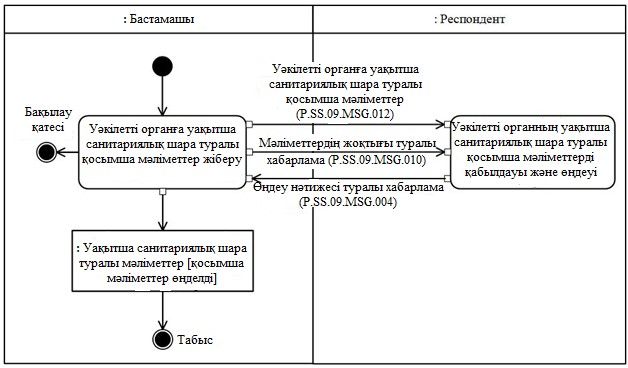 : Бастамашы
: Респондент
Уәкілетті органға уақытша
санитариялық шара туралы
қосымша мәліметтер
(P.SS.09.MSG.012)
Бақылау
қатесі
Уәкілетті органға уақытша
санитариялық шара туралы
қосымша мәліметтер жіберу
Мәліметтердің жоқтығы туралы
хабарлама (P.SS.09.MSG.010)
Өңдеу нәтижесі туралы хабарлама
(P.SS.09.MSG.004)
Уәкілетті органның уақытша
санитариялық шара туралы
қосымша мәліметтерді
қабылдауы және өңдеуі
: Уақытша санитариялық шара
туралы мәліметтер [қосымша
мәліметтер өңделді]
Табыс